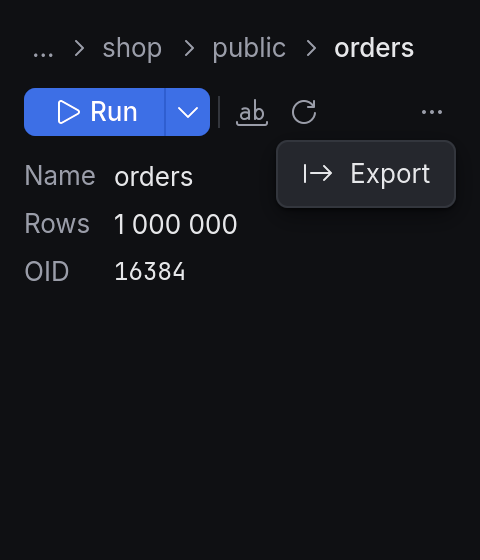 ... shop public orders
Run ab ...
Export
Name orders
Rows 1 000 000
OID 16384